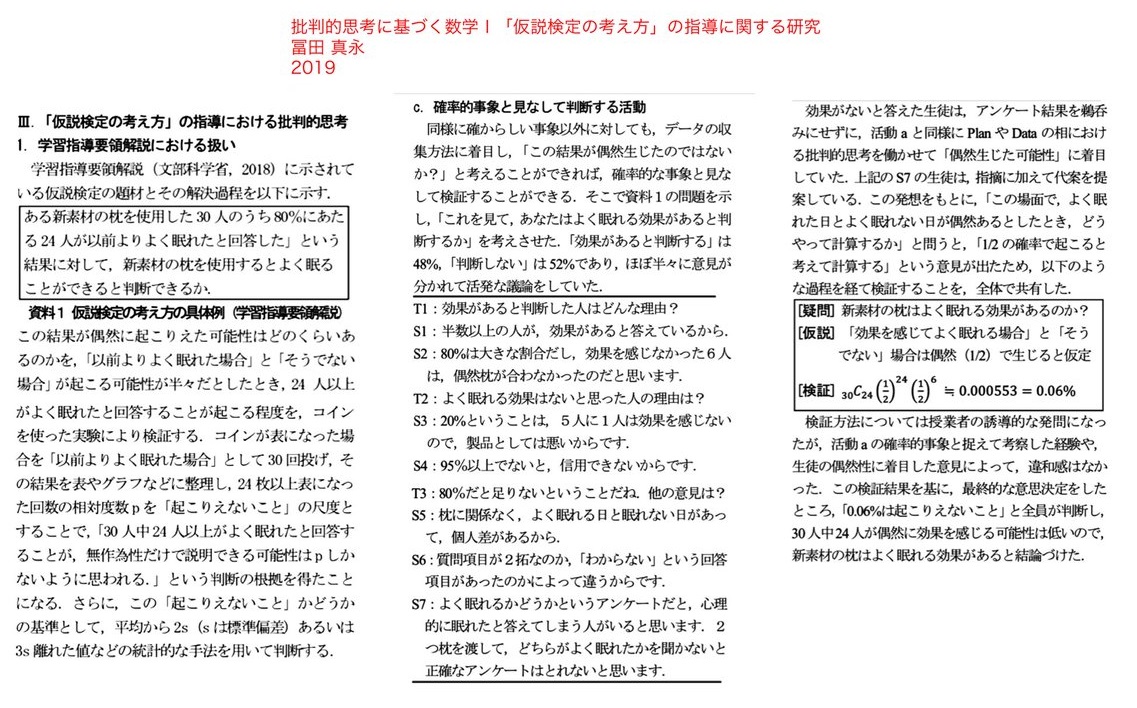 批判的思考に基づく数学Ⅰ「仮説検定の考え方」の指導に関する研究
冨田 真永
2019
Ⅲ．「仮説検定の考え方」の指導における批判的思考
1．学習指導要領解説における扱い
学習指導要領解説（文部科学省，2018）に示されて
いる仮説検定の題材とその解決過程を以下に示す．
ある新素材の枕を使用した30人のうち80％にあた
る24人が以前よりよく眠れたと回答した」という
結果に対して，新素材の枕を使用するとよく眠る
ことができると判断できるか．
資料1 仮説検定の考え方の具体例（学習指導要領解説）
この結果が偶然に起こりえた可能性はどのくらいあ
るのかを，「以前よりよく眠れた場合」と「そうでない
場合」が起こる可能性が半々だとしたとき，24 人以上
がよく眠れたと回答することが起こる程度を，コイン
を使った実験により検証する．コインが表になった場
合を「以前よりよく眠れた場合」として30回投げ，そ
の結果を表やグラフなどに整理し，24枚以上表になっ
た回数の相対度数pを「起こりえないこと」の尺度と
することで，「30人中24人以上がよく眠れたと回答す
ることが，無作為性だけで説明できる可能性はpしか
ないように思われる．」という判断の根拠を得たこと
になる．さらに，この「起こりえないこと」かどうか
の基準として，平均から2s（sは標準偏差）あるいは
3s離れた値などの統計的な手法を用いて判断する．
c．確率的事象と見なして判断する活動
同様に確からしい事象以外に対しても，データの収
集方法に着目し，「この結果が偶然生じたのではない
か？」と考えることができれば，確率的な事象と見な
して検証することができる．そこで資料1の問題を示
し，「これを見て，あなたはよく眠れる効果があると判
断するか」を考えさせた．「効果があると判断する」は
48%，「判断しない」は52%であり，ほぼ半々に意見が
分かれて活発な議論をしていた．
T1：効果があると判断した人はどんな理由？
S1：半数以上の人が，効果があると答えているから．
S2：80%は大きな割合だし，効果を感じなかった６人
は，偶然枕が合わなかったのだと思います．
T2：よく眠れる効果はないと思った人の理由は？
S3：20%ということは，５人に１人は効果を感じない
ので，製品としては悪いからです．
S4：95%以上でないと，信用できないからです．
T3：80%だと足りないということだね．他の意見は？
S5：枕に関係なく，よく眠れる日と眠れない日があっ
て，個人差があるから．
S6：質問項目が２拓なのか，「わからない」という回答
項目があったのかによって違うからです．
S7：よく眠れるかどうかというアンケートだと，心理
的に眠れたと答えてしまう人がいると思います．２
つ枕を渡して，どちらがよく眠れたかを聞かないと
正確なアンケートはとれないと思います．
効果がないと答えた生徒は，アンケート結果を鵜呑
みにせずに，活動aと同様にPlanやDataの相におけ
る批判的思考を働かせて「偶然生じた可能性」に着目
していた．上記のS7の生徒は，指摘に加えて代案を提
案している．この発想をもとに，「この場面で，よく眠
れた日とよく眠れない日が偶然あるとしたとき，どう
やって計算するか」と問うと，「1/2の確率で起こると
考えて計算する」という意見が出たため，以下のよう
な過程を経て検証することを，全体で共有した．
[疑問] 新素材の枕はよく眠れる効果があるのか？
[仮説] 「効果を感じてよく眠れる場合」と「そう
でない」場合は偶然（1/2）で生じると仮定
[検証] ₃₀C₂₄(1/2)²⁴(1/2)⁶ ≒ 0.000553 = 0.06%
検証方法については授業者の誘導的な発問になっ
たが，活動aの確率的事象と捉えて考察した経験や，
生徒の偶然性に着目した意見によって，違和感はなか
った．この検証結果を基に，最終的な意思決定をした
ところ，「0.06%は起こりえないこと」と全員が判断し，
30人中24人が偶然に効果を感じる可能性は低いので，
新素材の枕はよく眠れる効果があると結論づけた．